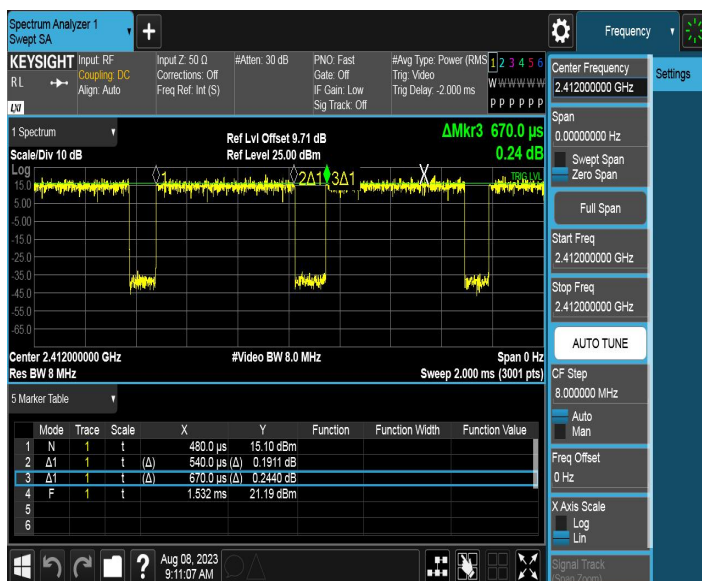 Spectrum Analyzer 1
Swept SA
+
Frequency
KEYSIGHT
RL
LXI
Input: RF
Coupling: DC
Align: Auto
Input Z: 50 Ω
Corrections: Off
Freq Ref: Int (S)
#Atten: 30 dB
PNO: Fast
Gate: Off
IF Gain: Low
Sig Track: Off
#Avg Type: Power (RMS
Trig: Video
Trig Delay: -2.000 ms
1 2 3 4 5 6
W W W W W W
P P P P P P
1 Spectrum
Scale/Div 10 dB
Ref Lvl Offset 9.71 dB
Ref Level 25.00 dBm
ΔMkr3 670.0 µs
0.24 dB
Log
TRIG LVL
1
2Δ1
3Δ1
15.0
5.00
-5.00
-15.0
-25.0
-35.0
-45.0
-55.0
-65.0
Center 2.412000000 GHz
#Video BW 8.0 MHz
Span 0 Hz
Res BW 8 MHz
Sweep 2.000 ms (3001 pts)
5 Marker Table
Mode Trace Scale X Y Function Function Width Function Value
1 N 1 t 480.0 µs 15.10 dBm
2 Δ1 1 t (Δ) 540.0 µs (Δ) 0.1911 dB
3 Δ1 1 t (Δ) 670.0 µs (Δ) 0.2440 dB
4 F 1 t 1.532 ms 21.19 dBm
5
6
?
Aug 08, 2023
9:11:07 AM
Center Frequency
2.412000000 GHz
Settings
Span
0.00000000 Hz
Swept Span
Zero Span
Full Span
Start Freq
2.412000000 GHz
Stop Freq
2.412000000 GHz
AUTO TUNE
CF Step
8.000000 MHz
Auto
Man
Freq Offset
0 Hz
X Axis Scale
Log
Lin
Signal Track
(Span Zoom)